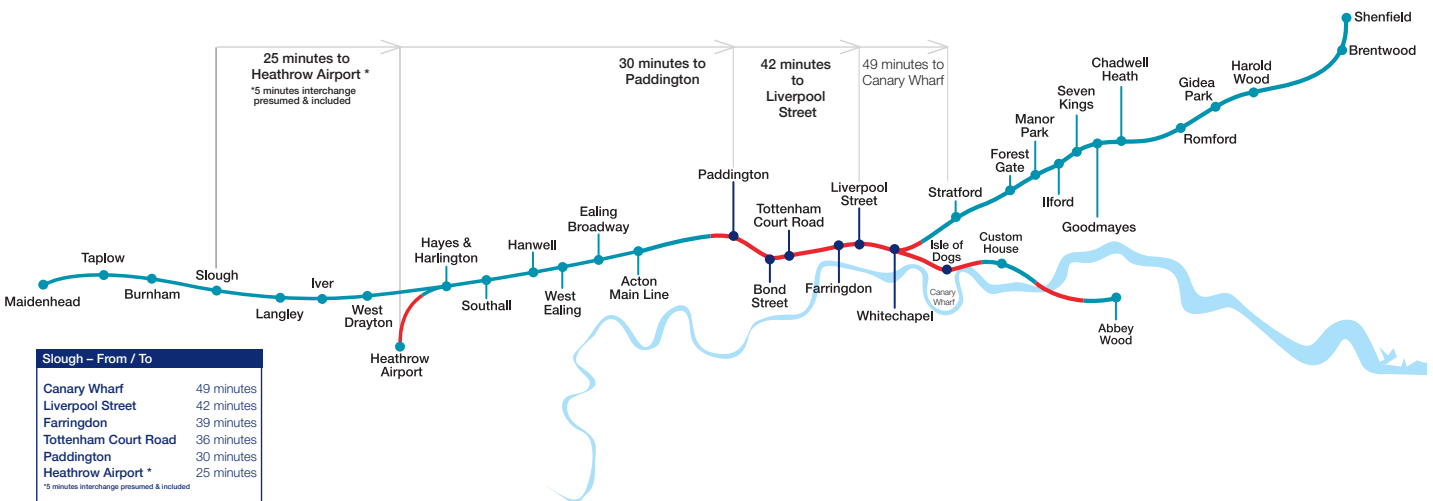 25 minutes to
Heathrow Airport *
*5 minutes interchange
presumed & included
30 minutes to
Paddington
42 minutes
to
Liverpool
Street
49 minutes to
Canary Wharf
Shenfield
Brentwood
Harold
Wood
Gidea
Park
Romford
Chadwell
Heath
Goodmayes
Seven
Kings
Ilford
Manor
Park
Forest
Gate
Stratford
Maidenhead
Taplow
Burnham
Slough
Langley
Iver
West
Drayton
Heathrow
Airport
Hayes &
Harlington
Southall
Hanwell
West
Ealing
Ealing
Broadway
Acton
Main Line
Paddington
Bond
Street
Tottenham
Court Road
Farringdon
Liverpool
Street
Whitechapel
Isle of
Dogs
Canary
Wharf
Custom
House
Abbey
Wood
Slough – From / To
Canary Wharf 49 minutes
Liverpool Street 42 minutes
Farringdon 39 minutes
Tottenham Court Road 36 minutes
Paddington 30 minutes
Heathrow Airport * 25 minutes
*5 minutes interchange presumed & included